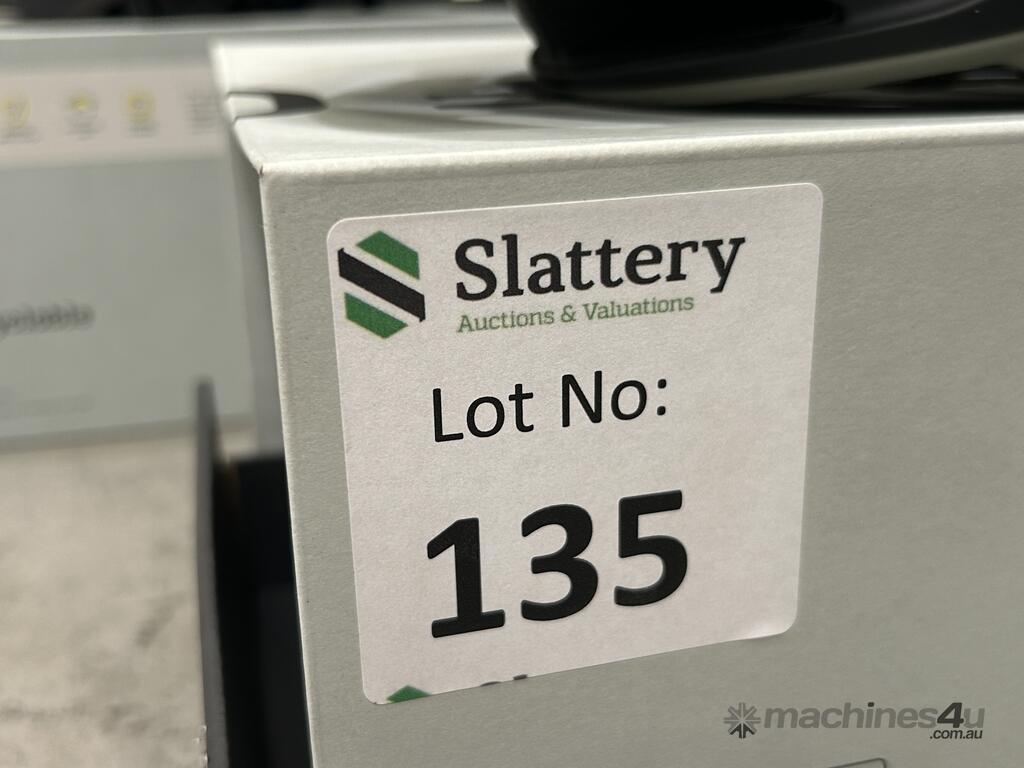 Slattery
Auctions & Valuations
Lot No:
135
machines4u
.com.au